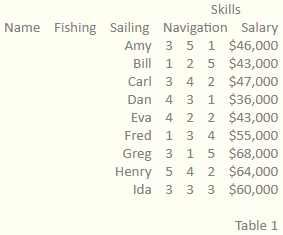 Skills
Name Fishing Sailing Navigation Salary
Amy 3 5 1 $46,000
Bill 1 2 5 $43,000
Carl 3 4 2 $47,000
Dan 4 3 1 $36,000
Eva 4 2 2 $43,000
Fred 1 3 4 $55,000
Greg 3 1 5 $68,000
Henry 5 4 2 $64,000
Ida 3 3 3 $60,000
Table 1